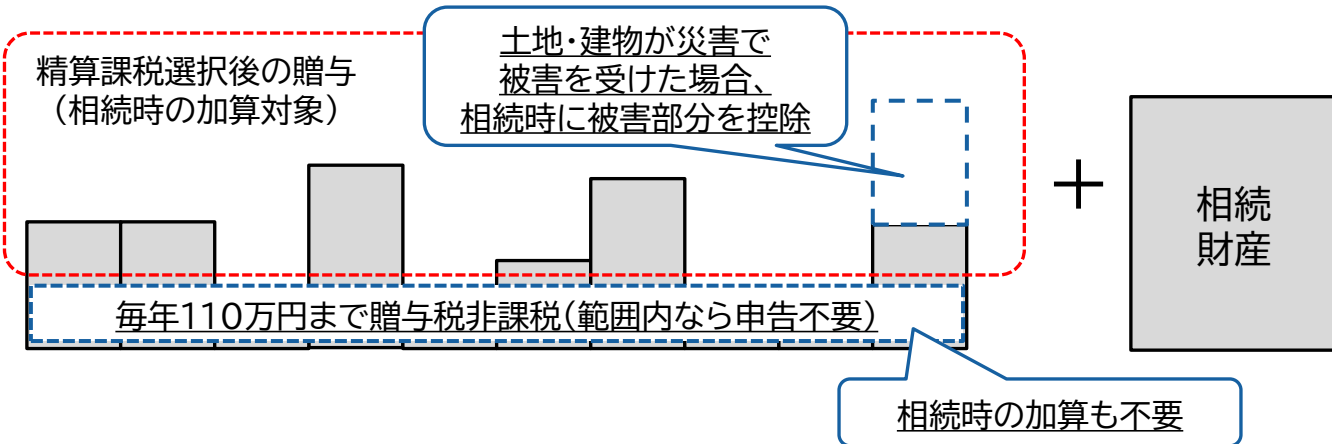 土地・建物が災害で
被害を受けた場合、
相続時に被害部分を控除
精算課税選択後の贈与
（相続時の加算対象）
＋
相続
財産
毎年110万円まで贈与税非課税（範囲内なら申告不要）
相続時の加算も不要